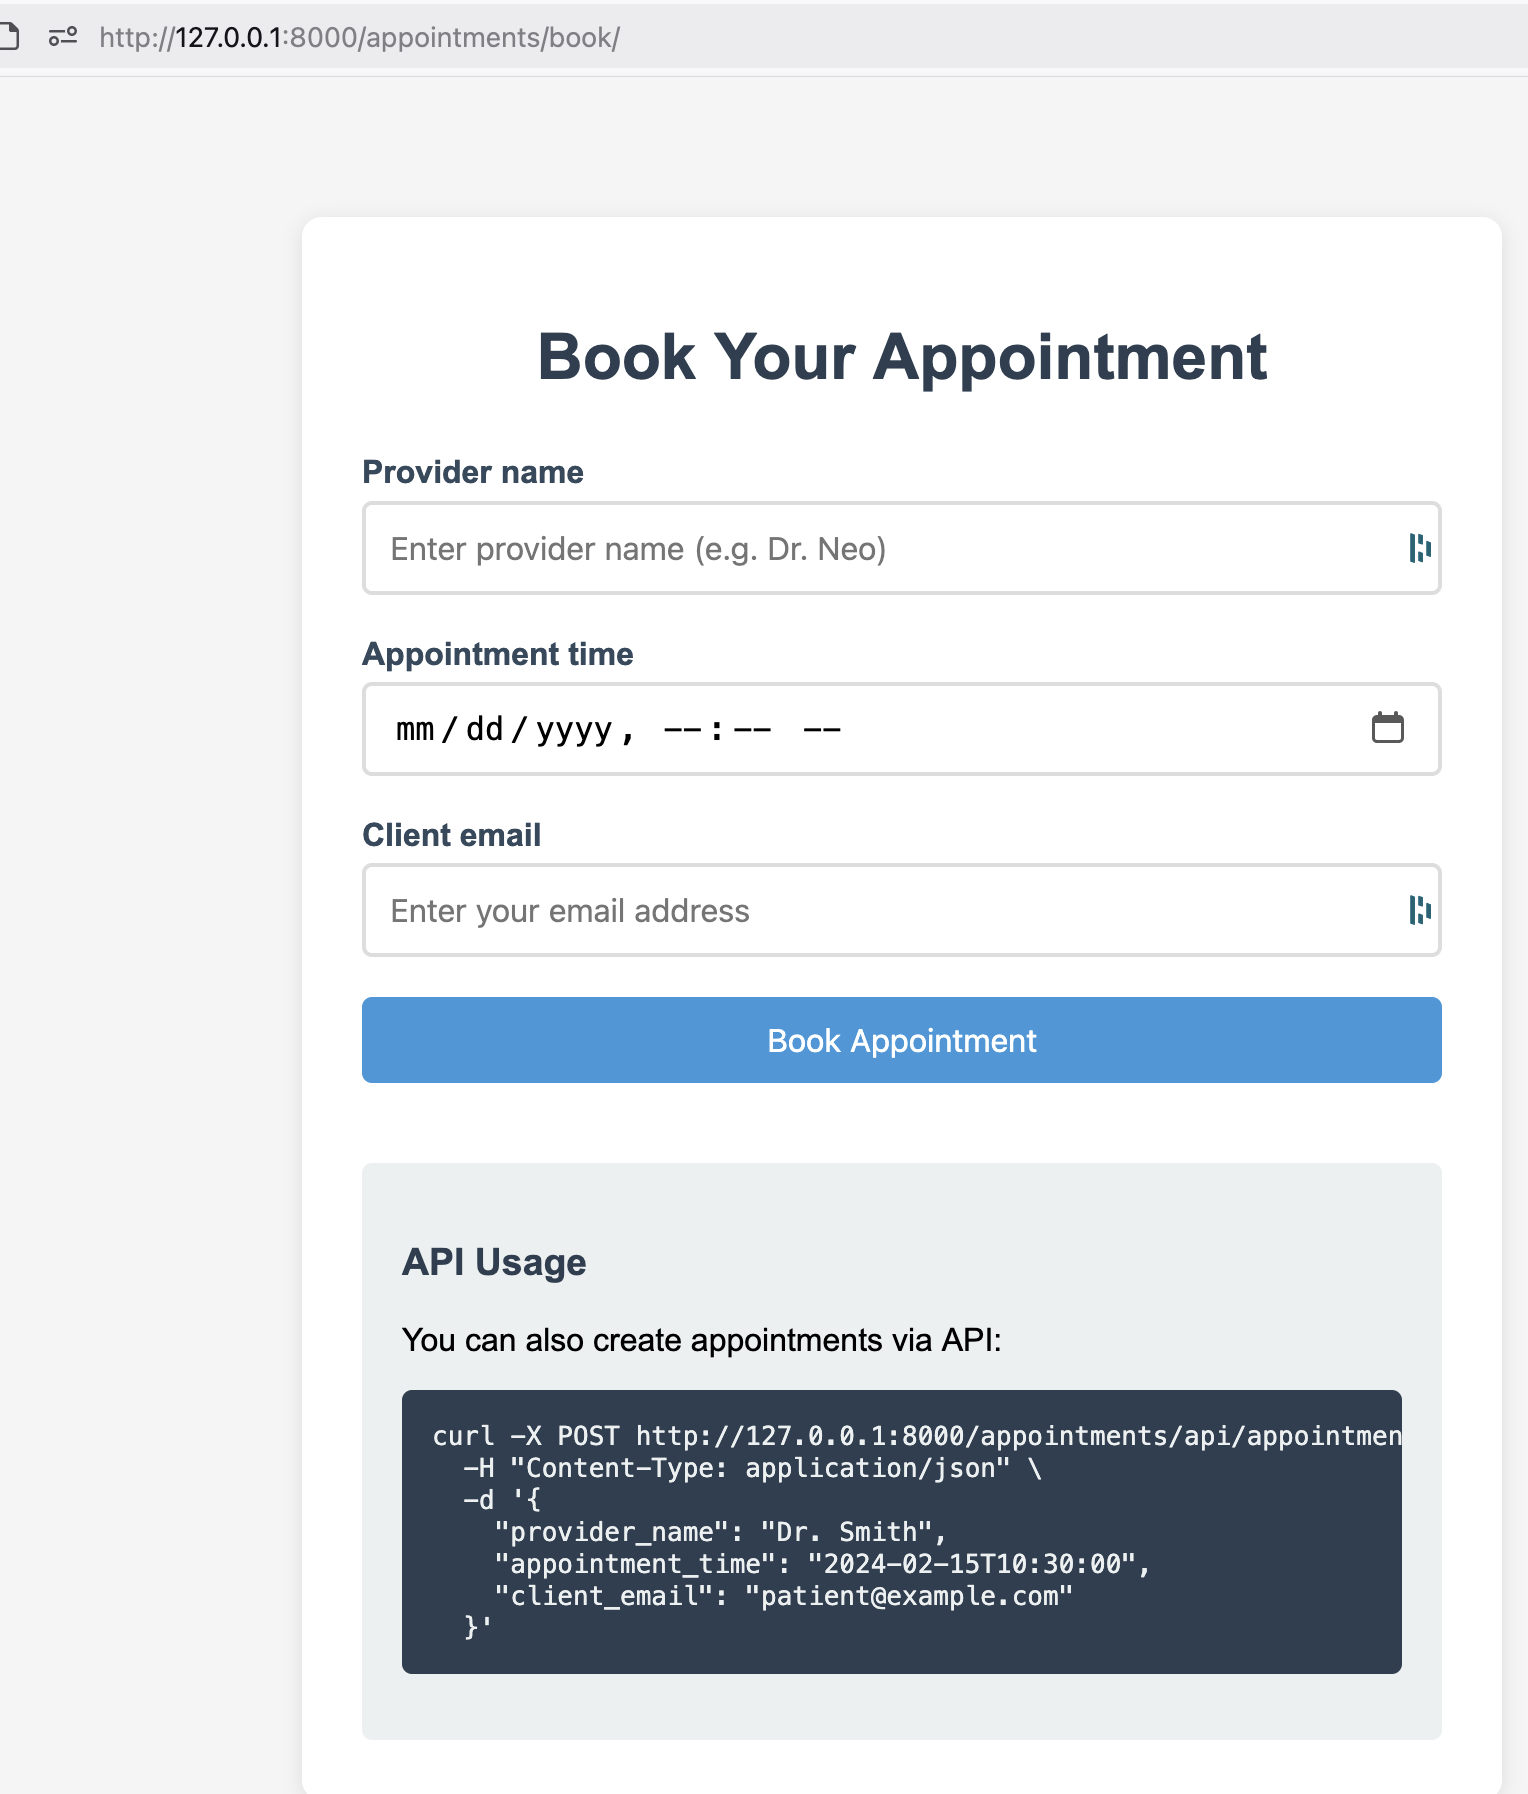 http://127.0.0.1:8000/appointments/book/
Book Your Appointment
Provider name
Enter provider name (e.g. Dr. Neo)
Appointment time
mm/dd/yyyy, --:-- --
Client email
Enter your email address
Book Appointment
API Usage
You can also create appointments via API:
curl -X POST http://127.0.0.1:8000/appointments/api/appointmen
-H "Content-Type: application/json" \
-d '{
"provider_name": "Dr. Smith",
"appointment_time": "2024-02-15T10:30:00",
"client_email": "patient@example.com"
}'